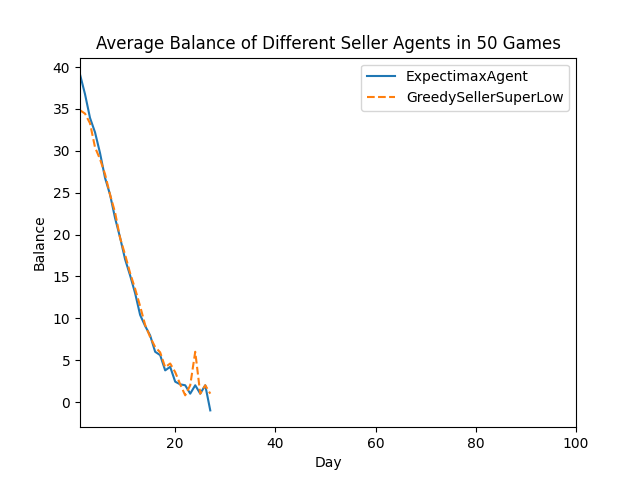 Average Balance of Different Seller Agents in 50 Games
ExpectimaxAgent
GreedySellerSuperLow
40
35
30
25
20
15
10
5
0
Balance
20 40 60 80 100
Day